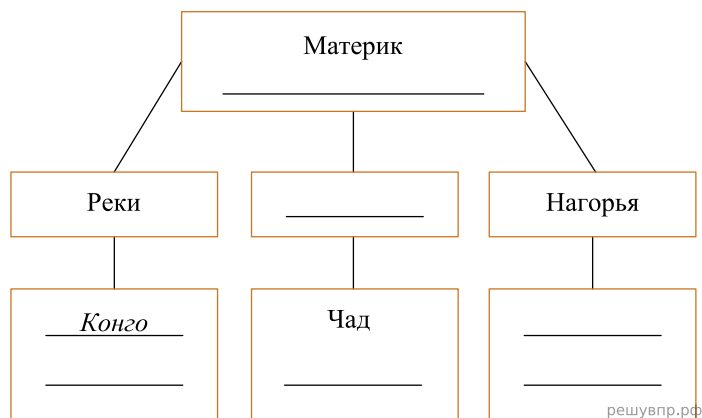 Материк
Реки
Нагорья
Конго
Чад
решувпр.рф